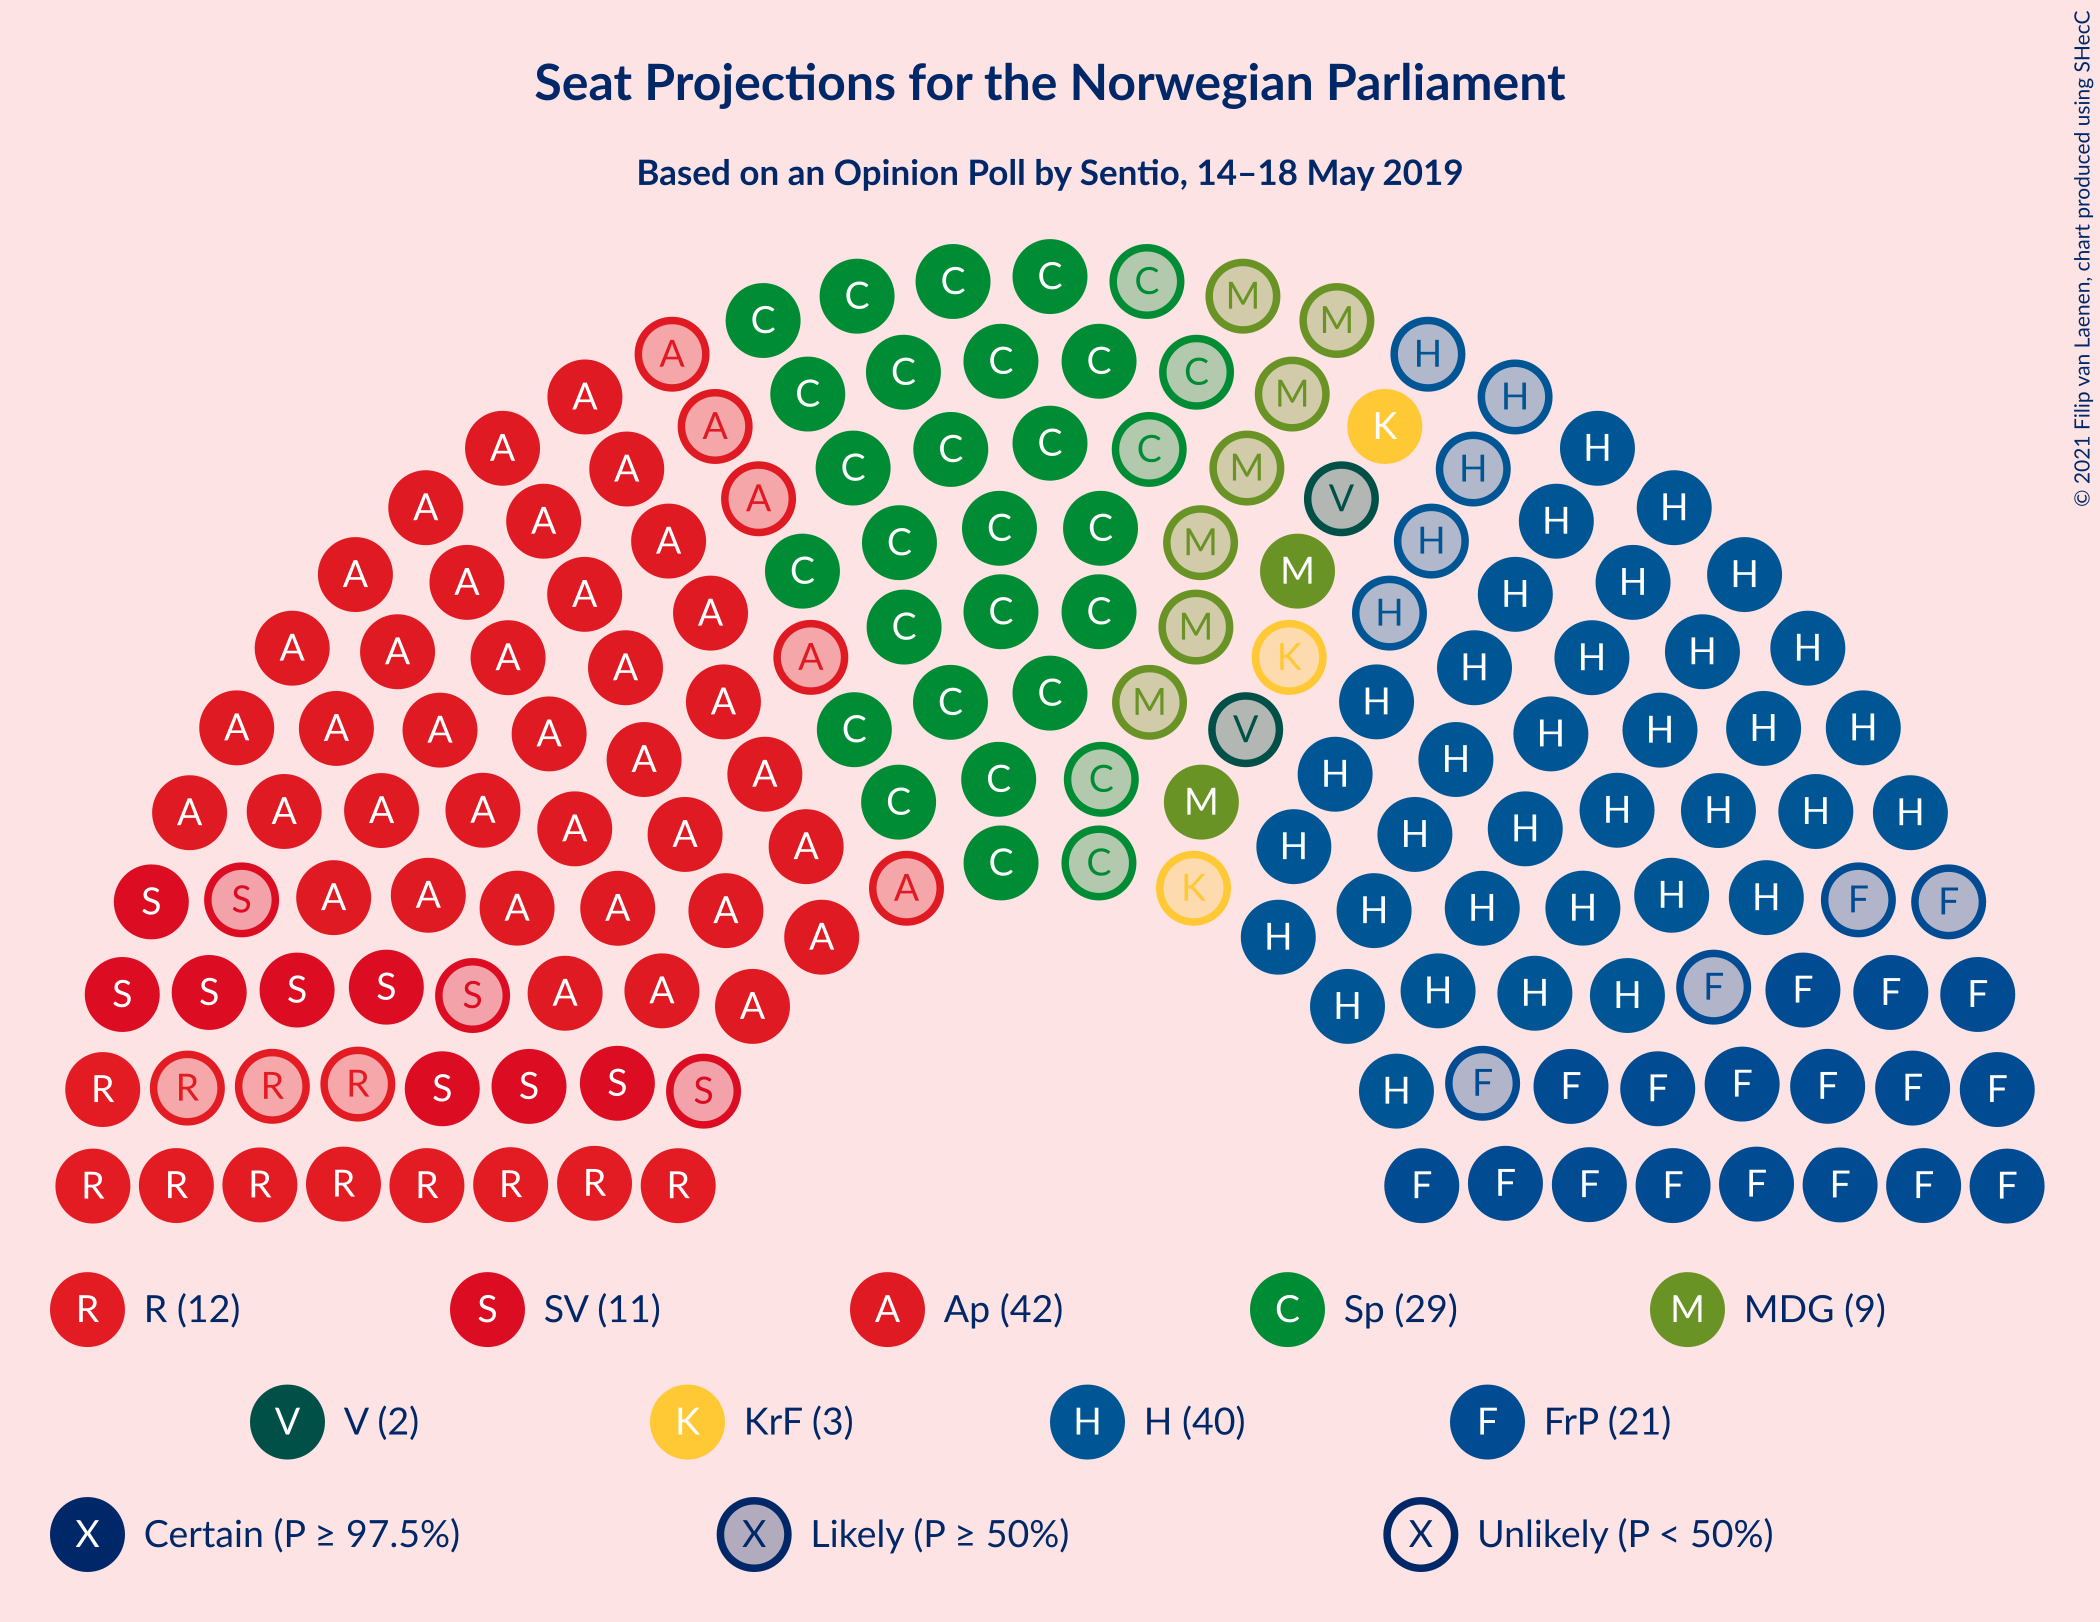 Seat Projections for the Norwegian Parliament
Based on an Opinion Poll by Sentio, 14–18 May 2019
© 2021 Filip van Laenen, chart produced using SHecC
C C C C C M M
A C C C C C M H
A A C C C C M K H
A A A C C C M V H H
A A A C C C C M M H H H
A A A A C C C M K H H H H
A A A A A C C C M V H H H H H
A A A A A A C C C M H H H H H H
A A A A A A A A C C K H H H H H H H
S S A A A A A A H H H H H H F F
S S S S S A A A H H H H F F F F
R R R R S S S S H F F F F F F F
R R R R R R R R F F F F F F F F
R R (12) S SV (11) A Ap (42) C Sp (29) M MDG (9)
V V (2) K KrF (3) H H (40) F FrP (21)
X Certain (P ≥ 97.5%) X Likely (P ≥ 50%) X Unlikely (P < 50%)